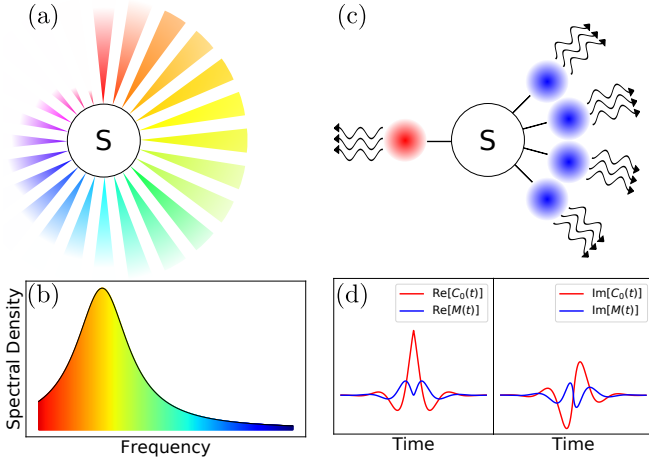 (a)
S
(c)
S
(b)
Spectral Density
Frequency
(d)
Re[C₀(t)]
Re[M(t)]
Im[C₀(t)]
Im[M(t)]
Time
Time